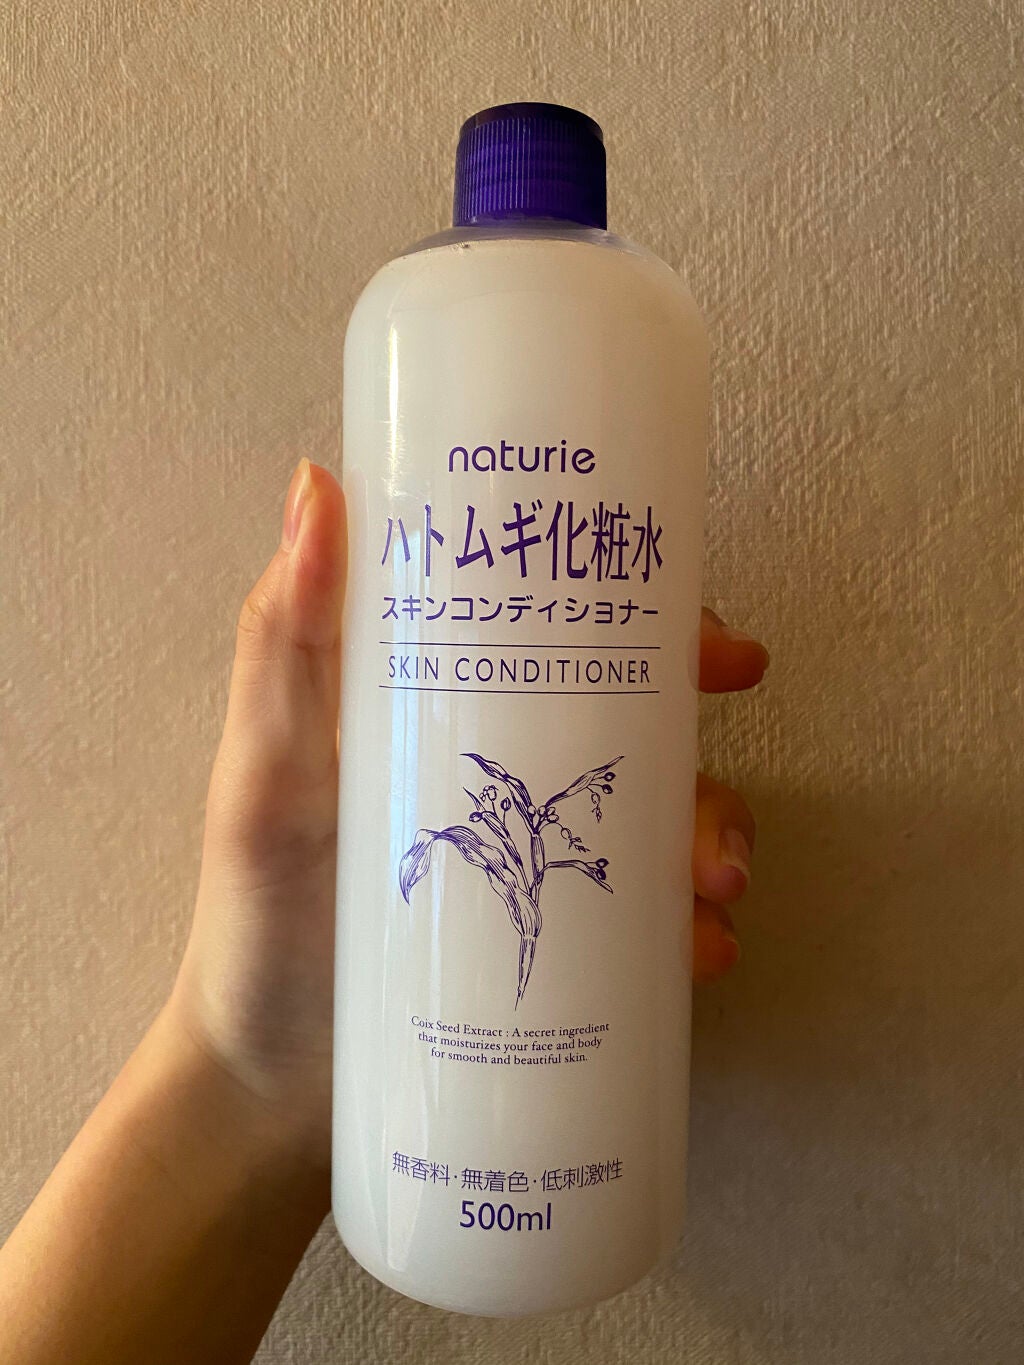 naturie
ハトムギ化粧水
スキンコンディショナー
SKIN CONDITIONER
Coix Seed Extract : A secret ingredient
that moisturizes your face and body
for smooth and beautiful skin.
無香料・無着色・低刺激性
500ml